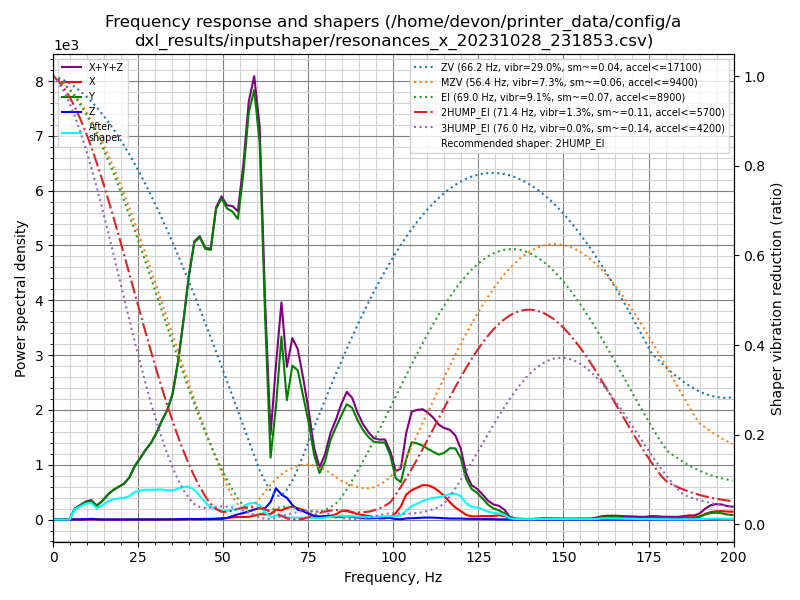 Frequency response and shapers (/home/devon/printer_data/config/a
dxl_results/inputshaper/resonances_x_20231028_231853.csv)
1e3
X+Y+Z
X
Y
Z
After
shaper
ZV (66.2 Hz, vibr=29.0%, sm~=0.04, accel<=17100)
MZV (56.4 Hz, vibr=7.3%, sm~=0.06, accel<=9400)
EI (69.0 Hz, vibr=9.1%, sm~=0.07, accel<=8900)
2HUMP_EI (71.4 Hz, vibr=1.3%, sm~=0.11, accel<=5700)
3HUMP_EI (76.0 Hz, vibr=0.0%, sm~=0.14, accel<=4200)
Recommended shaper: 2HUMP_EI
8
7
6
5
4
3
2
1
0
Power spectral density
1.0
0.8
0.6
0.4
0.2
0.0
Shaper vibration reduction (ratio)
0 25 50 75 100 125 150 175 200
Frequency, Hz